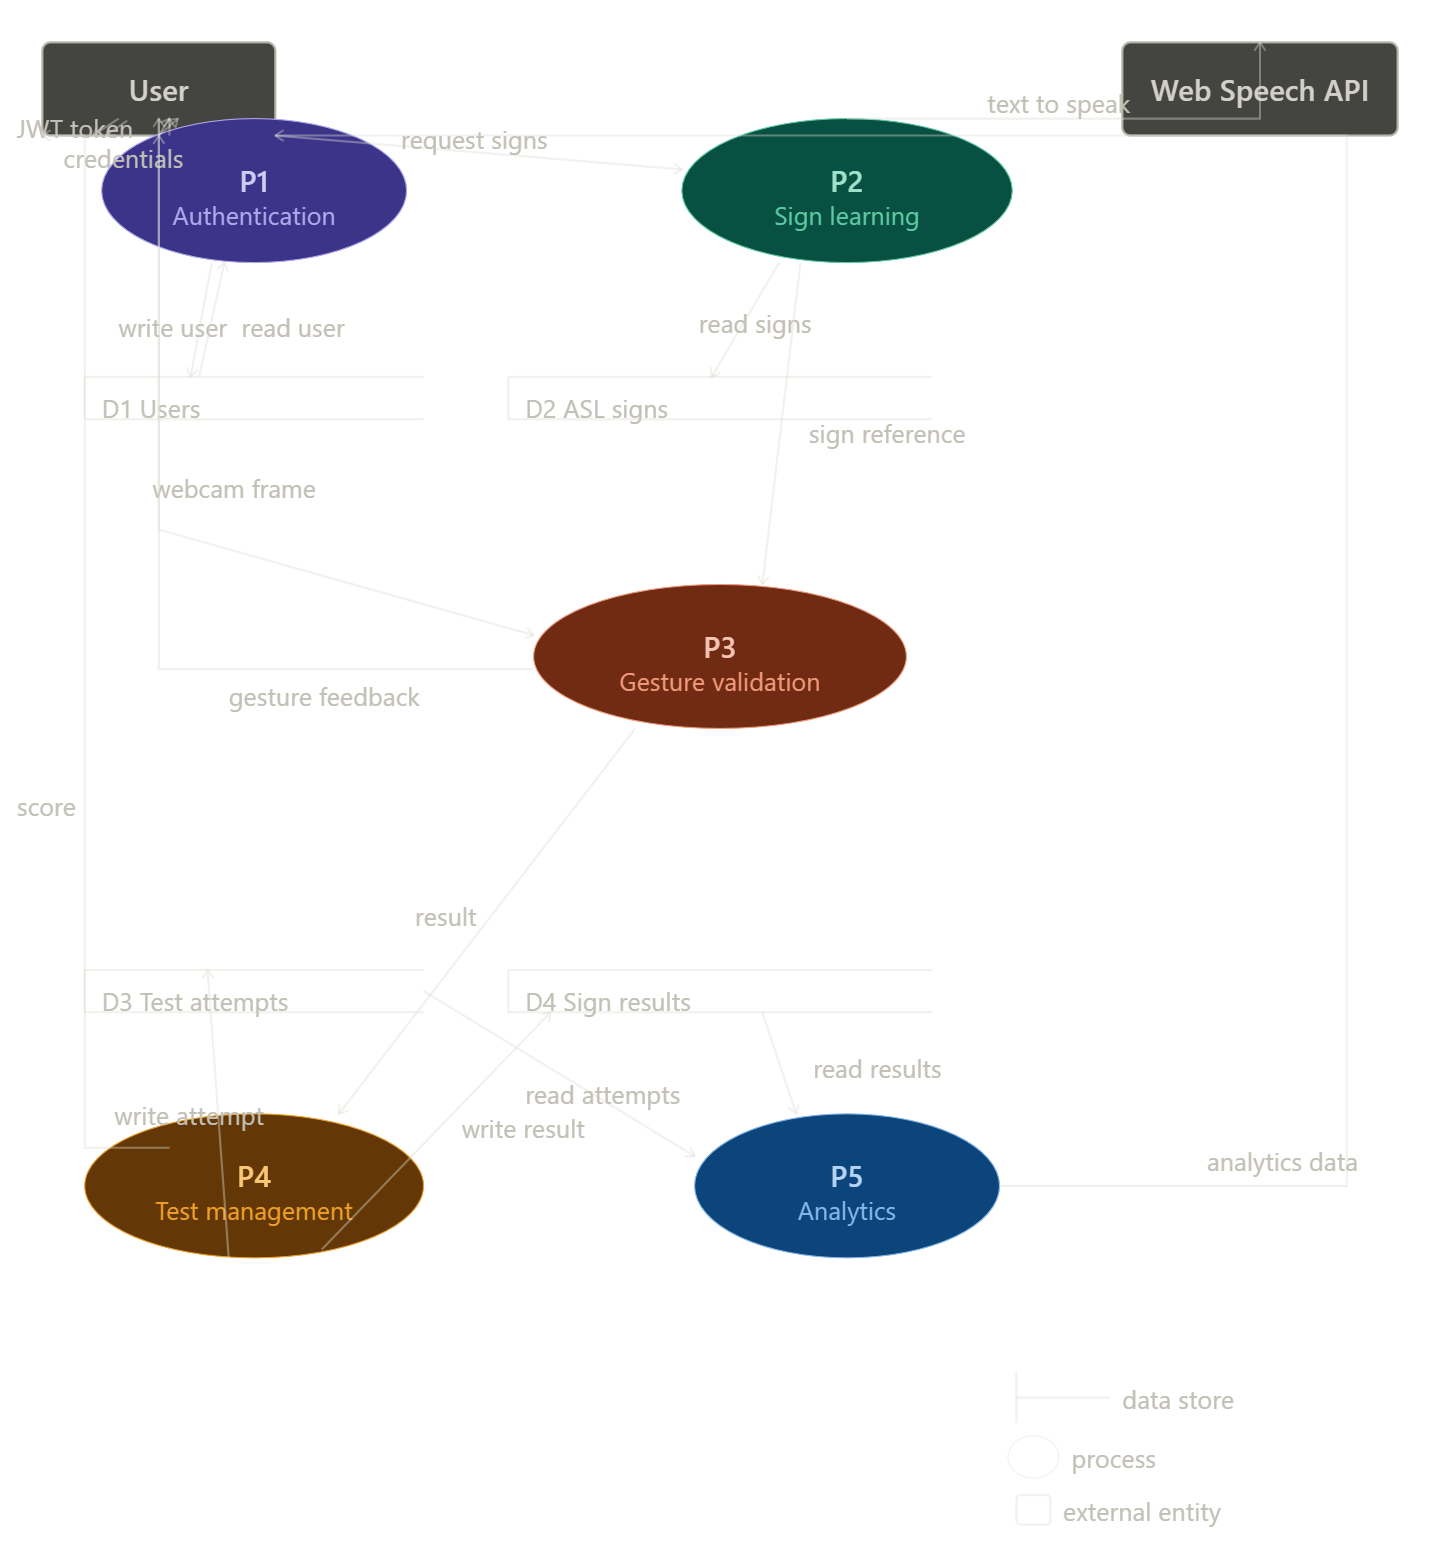 User
Web Speech API
text to speak
JWT token
request signs
credentials
P1
Authentication
P2
Sign learning
write user
read user
read signs
D1 Users
D2 ASL signs
sign reference
webcam frame
P3
Gesture validation
gesture feedback
score
result
D3 Test attempts
D4 Sign results
read results
read attempts
write attempt
write result
analytics data
P4
Test management
P5
Analytics
data store
process
external entity